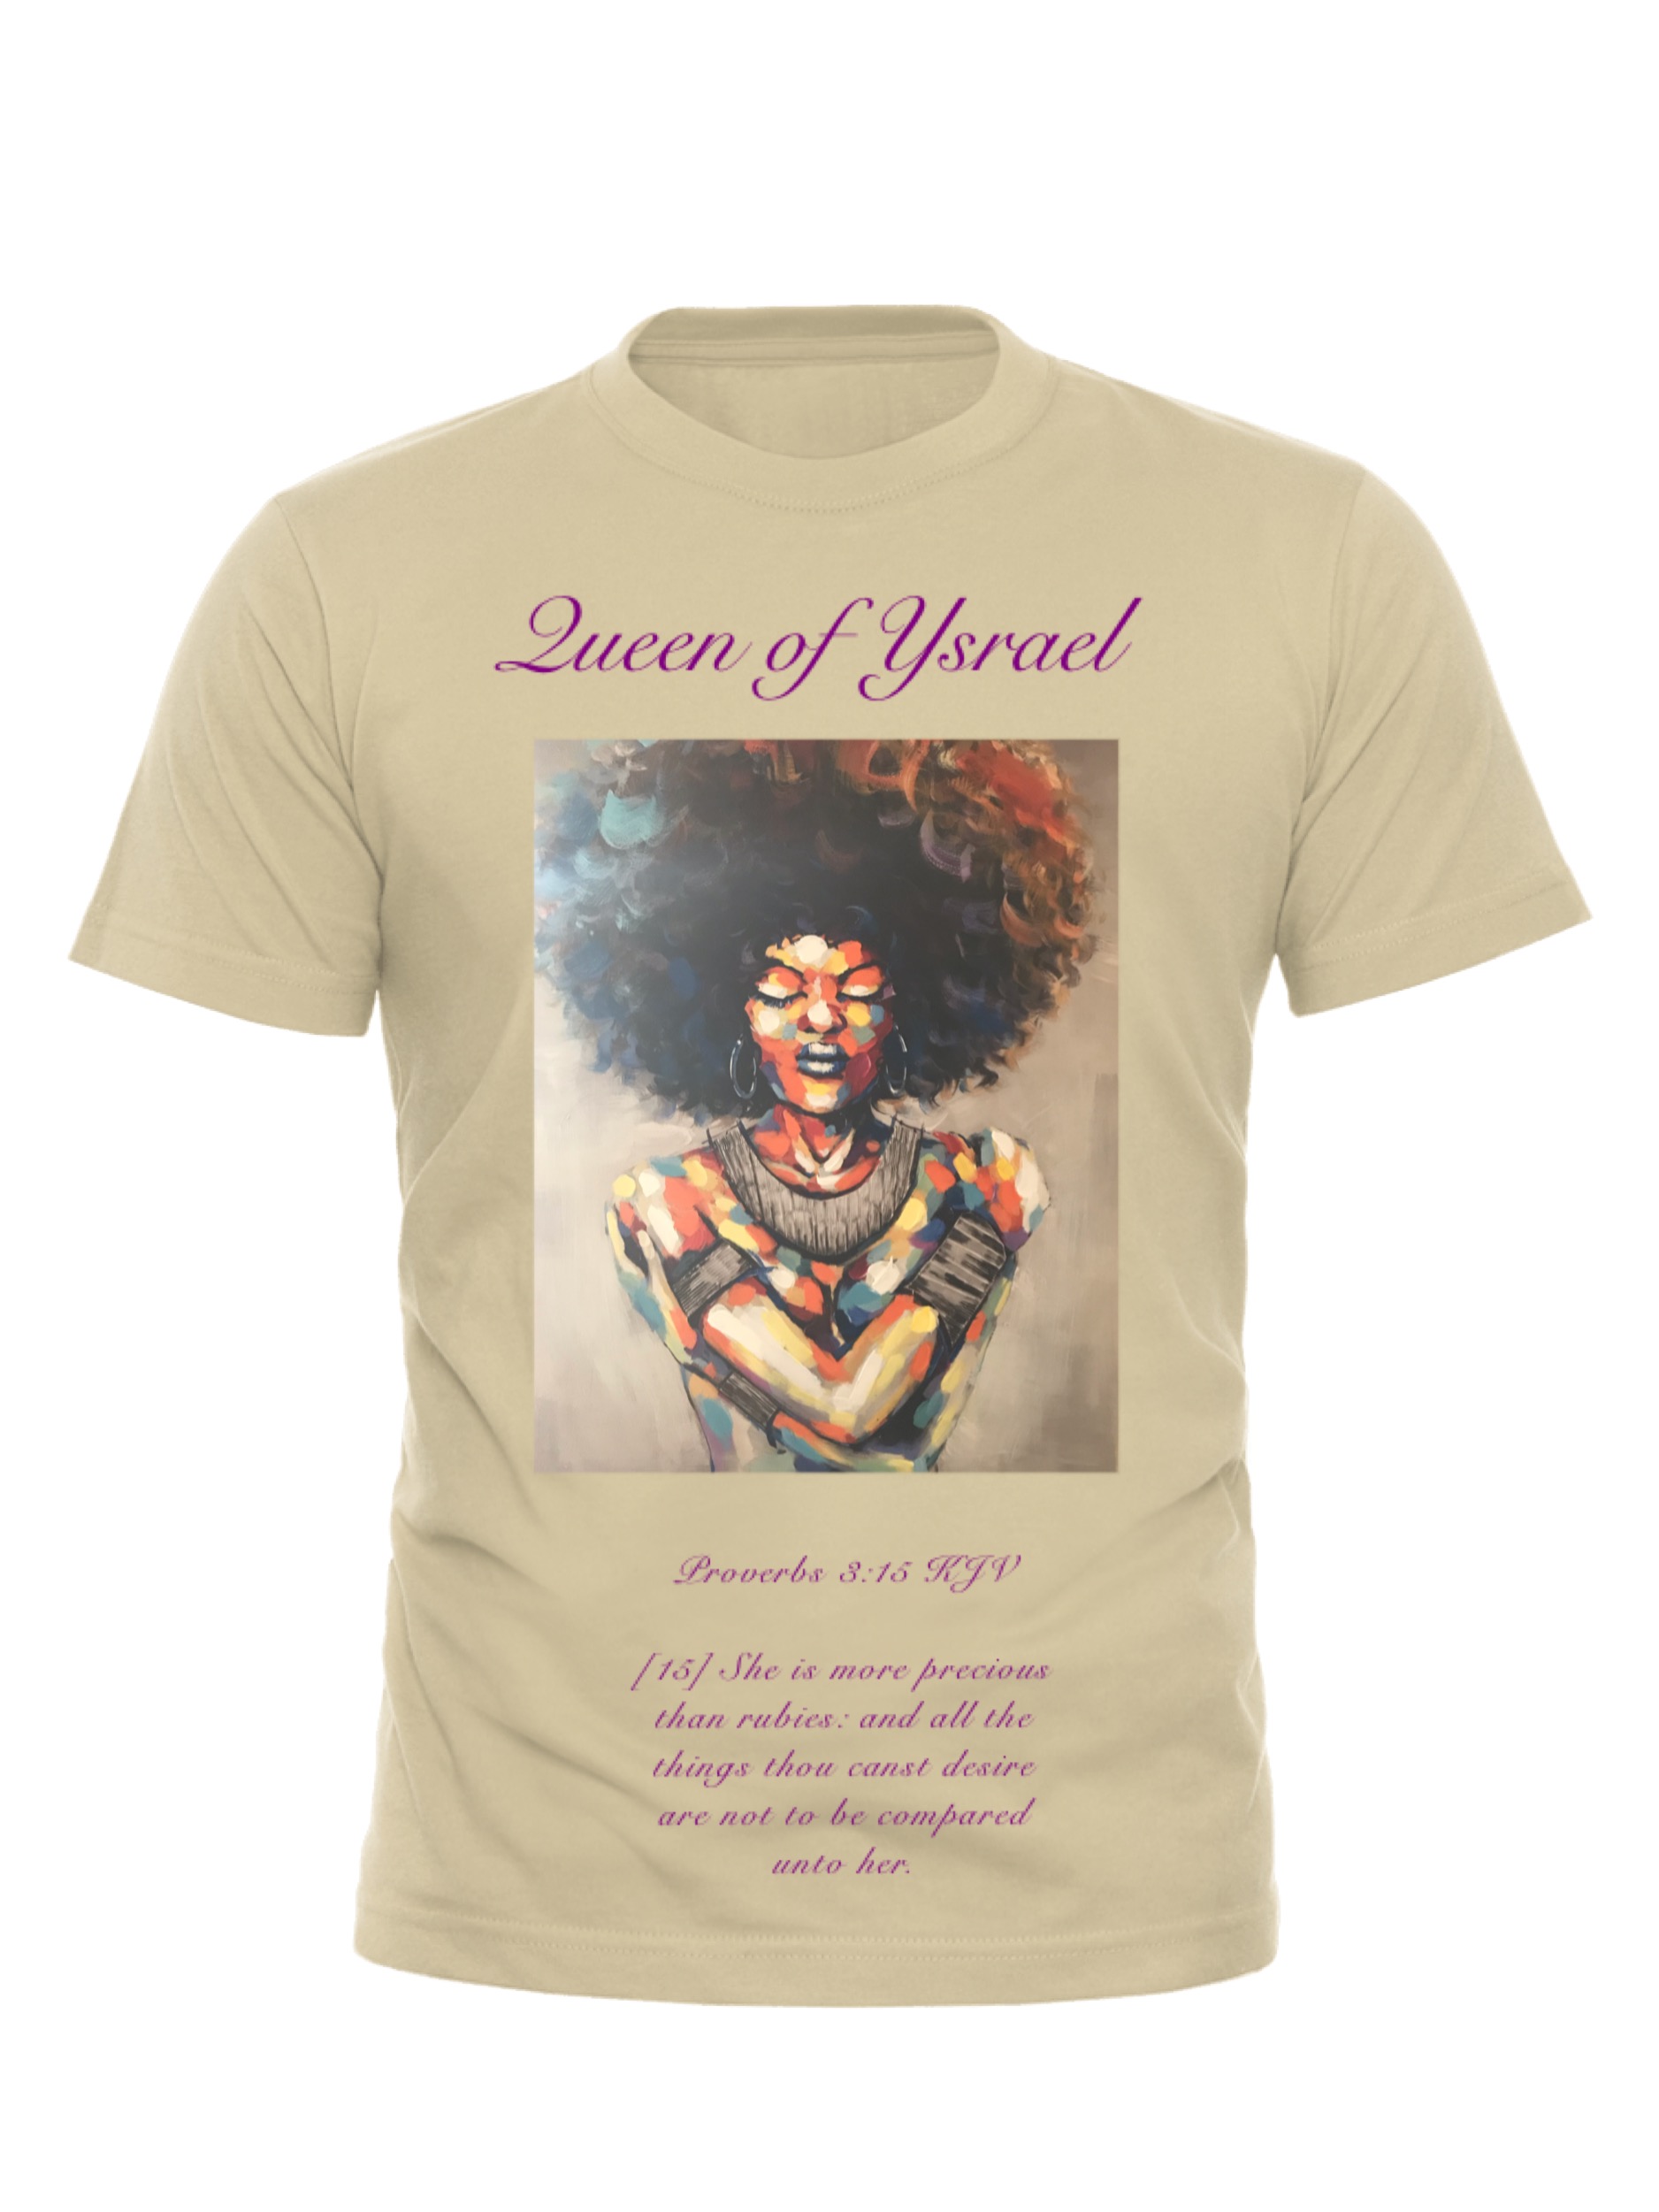 Queen of Ysrael
Proverbs 3:15 KJV
[15] She is more precious
than rubies: and all the
things thou canst desire
are not to be compared
unto her.